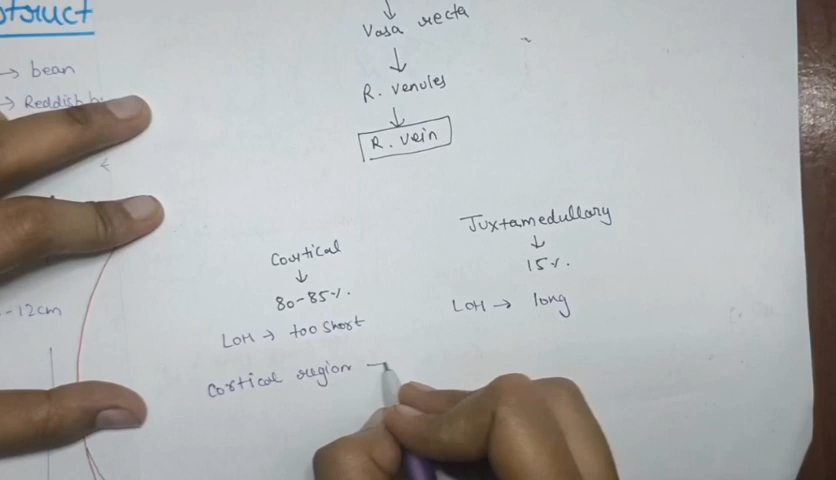 struct
→ bean
→ Reddish b
-12cm
↓
Vasa recta
↓
R. venules
↓
R. vein
Cortical
↓
80-85%.
LOH → too short
Cortical region →
Juxtamedullary
↓
15%.
LOH → long